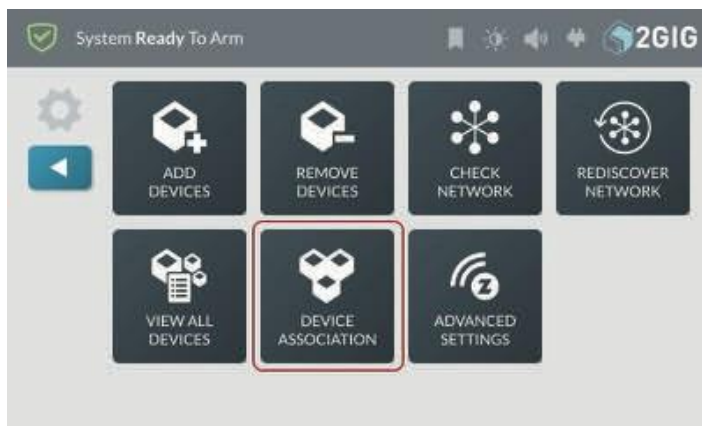 System Ready To Arm
2GIG
ADD
DEVICES
REMOVE
DEVICES
CHECK
NETWORK
REDISCOVER
NETWORK
VIEW ALL
DEVICES
DEVICE
ASSOCIATION
Z
ADVANCED
SETTINGS